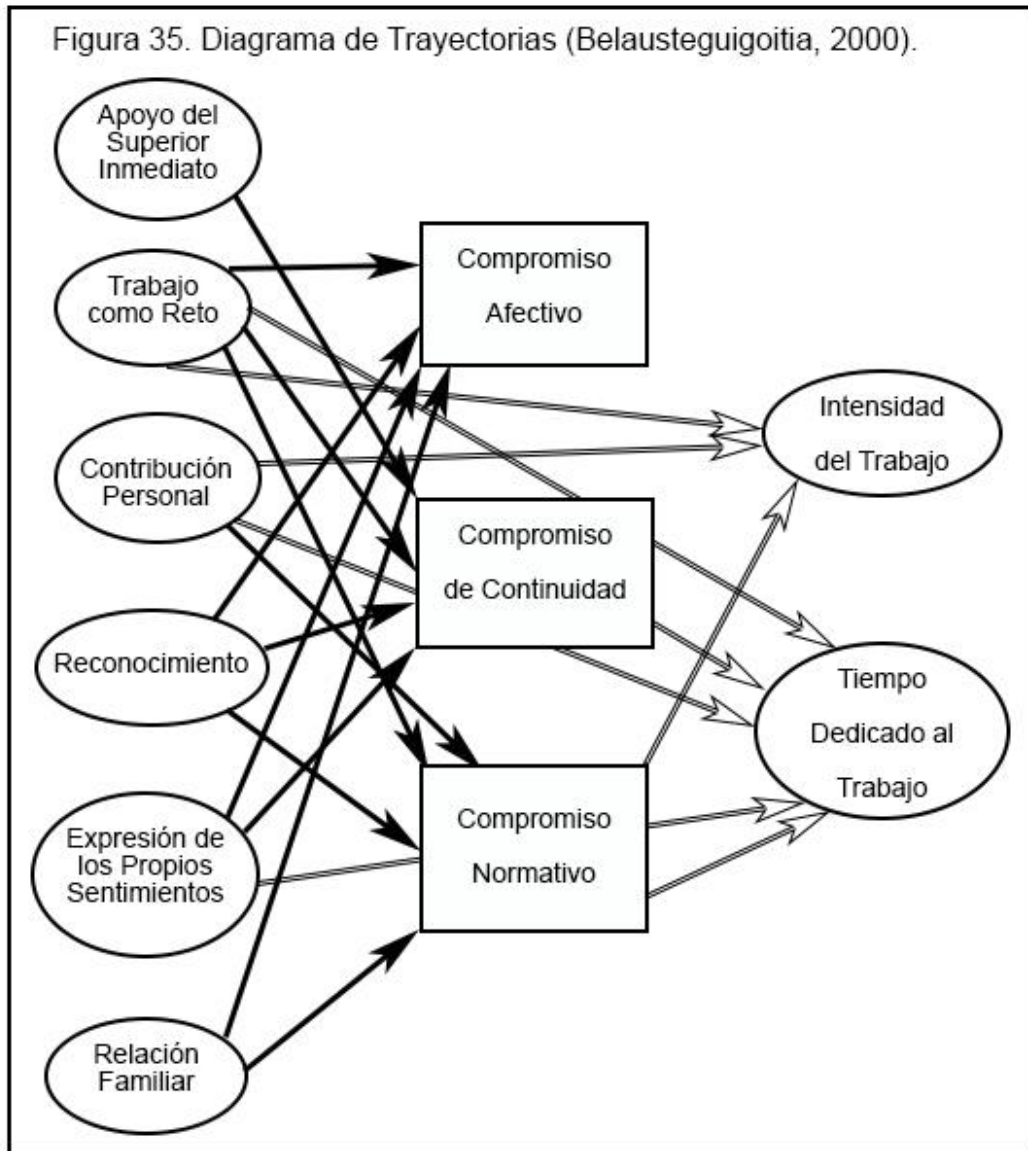 Figura 35. Diagrama de Trayectorias (Belausteguigoitia, 2000).
Apoyo del
Superior
Inmediato
Trabajo
como Reto
Contribución
Personal
Reconocimiento
Expresión de
los Propios
Sentimientos
Relación
Familiar
Compromiso
Afectivo
Compromiso
de Continuidad
Compromiso
Normativo
Intensidad
del Trabajo
Tiempo
Dedicado al
Trabajo